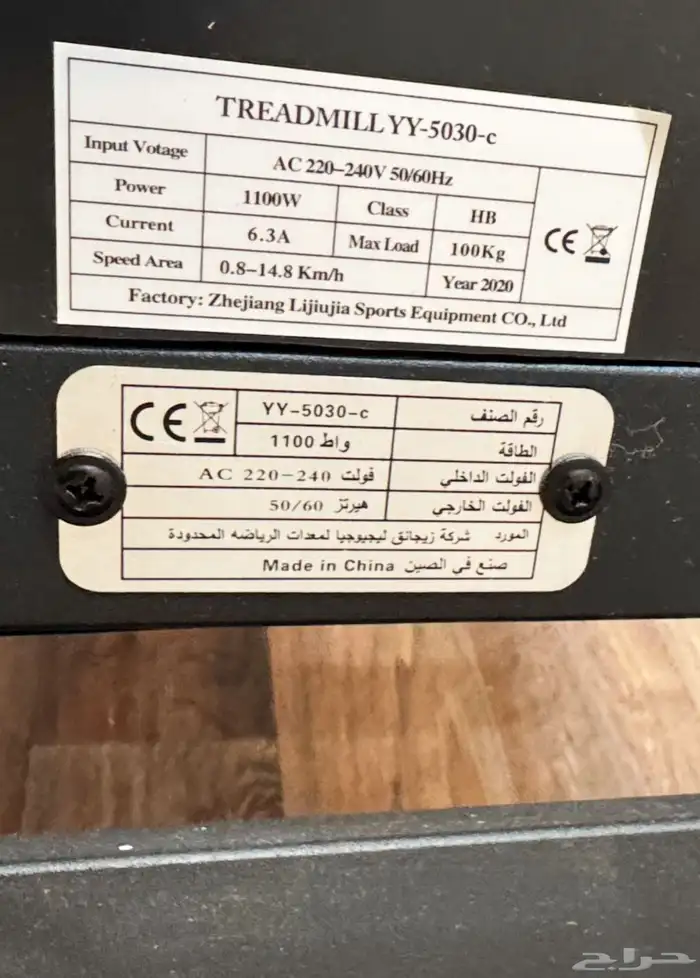 TREADMILL YY-5030-c
Input Votage AC 220-240V 50/60Hz
Power 1100W Class HB
Current 6.3A Max Load 100Kg
Speed Area 0.8-14.8 Km/h Year 2020
CE
Factory: Zhejiang Lijiujia Sports Equipment CO., Ltd
CE
رقم الصنف YY-5030-c
الطاقة 1100 واط
الفولت الداخلي AC 220-240 فولت
الفولت الخارجي 50/60 هيرتز
المورد شركة زيجانق ليجيوجيا لمعدات الرياضه المحدودة
صنع في الصين Made in China
حراج